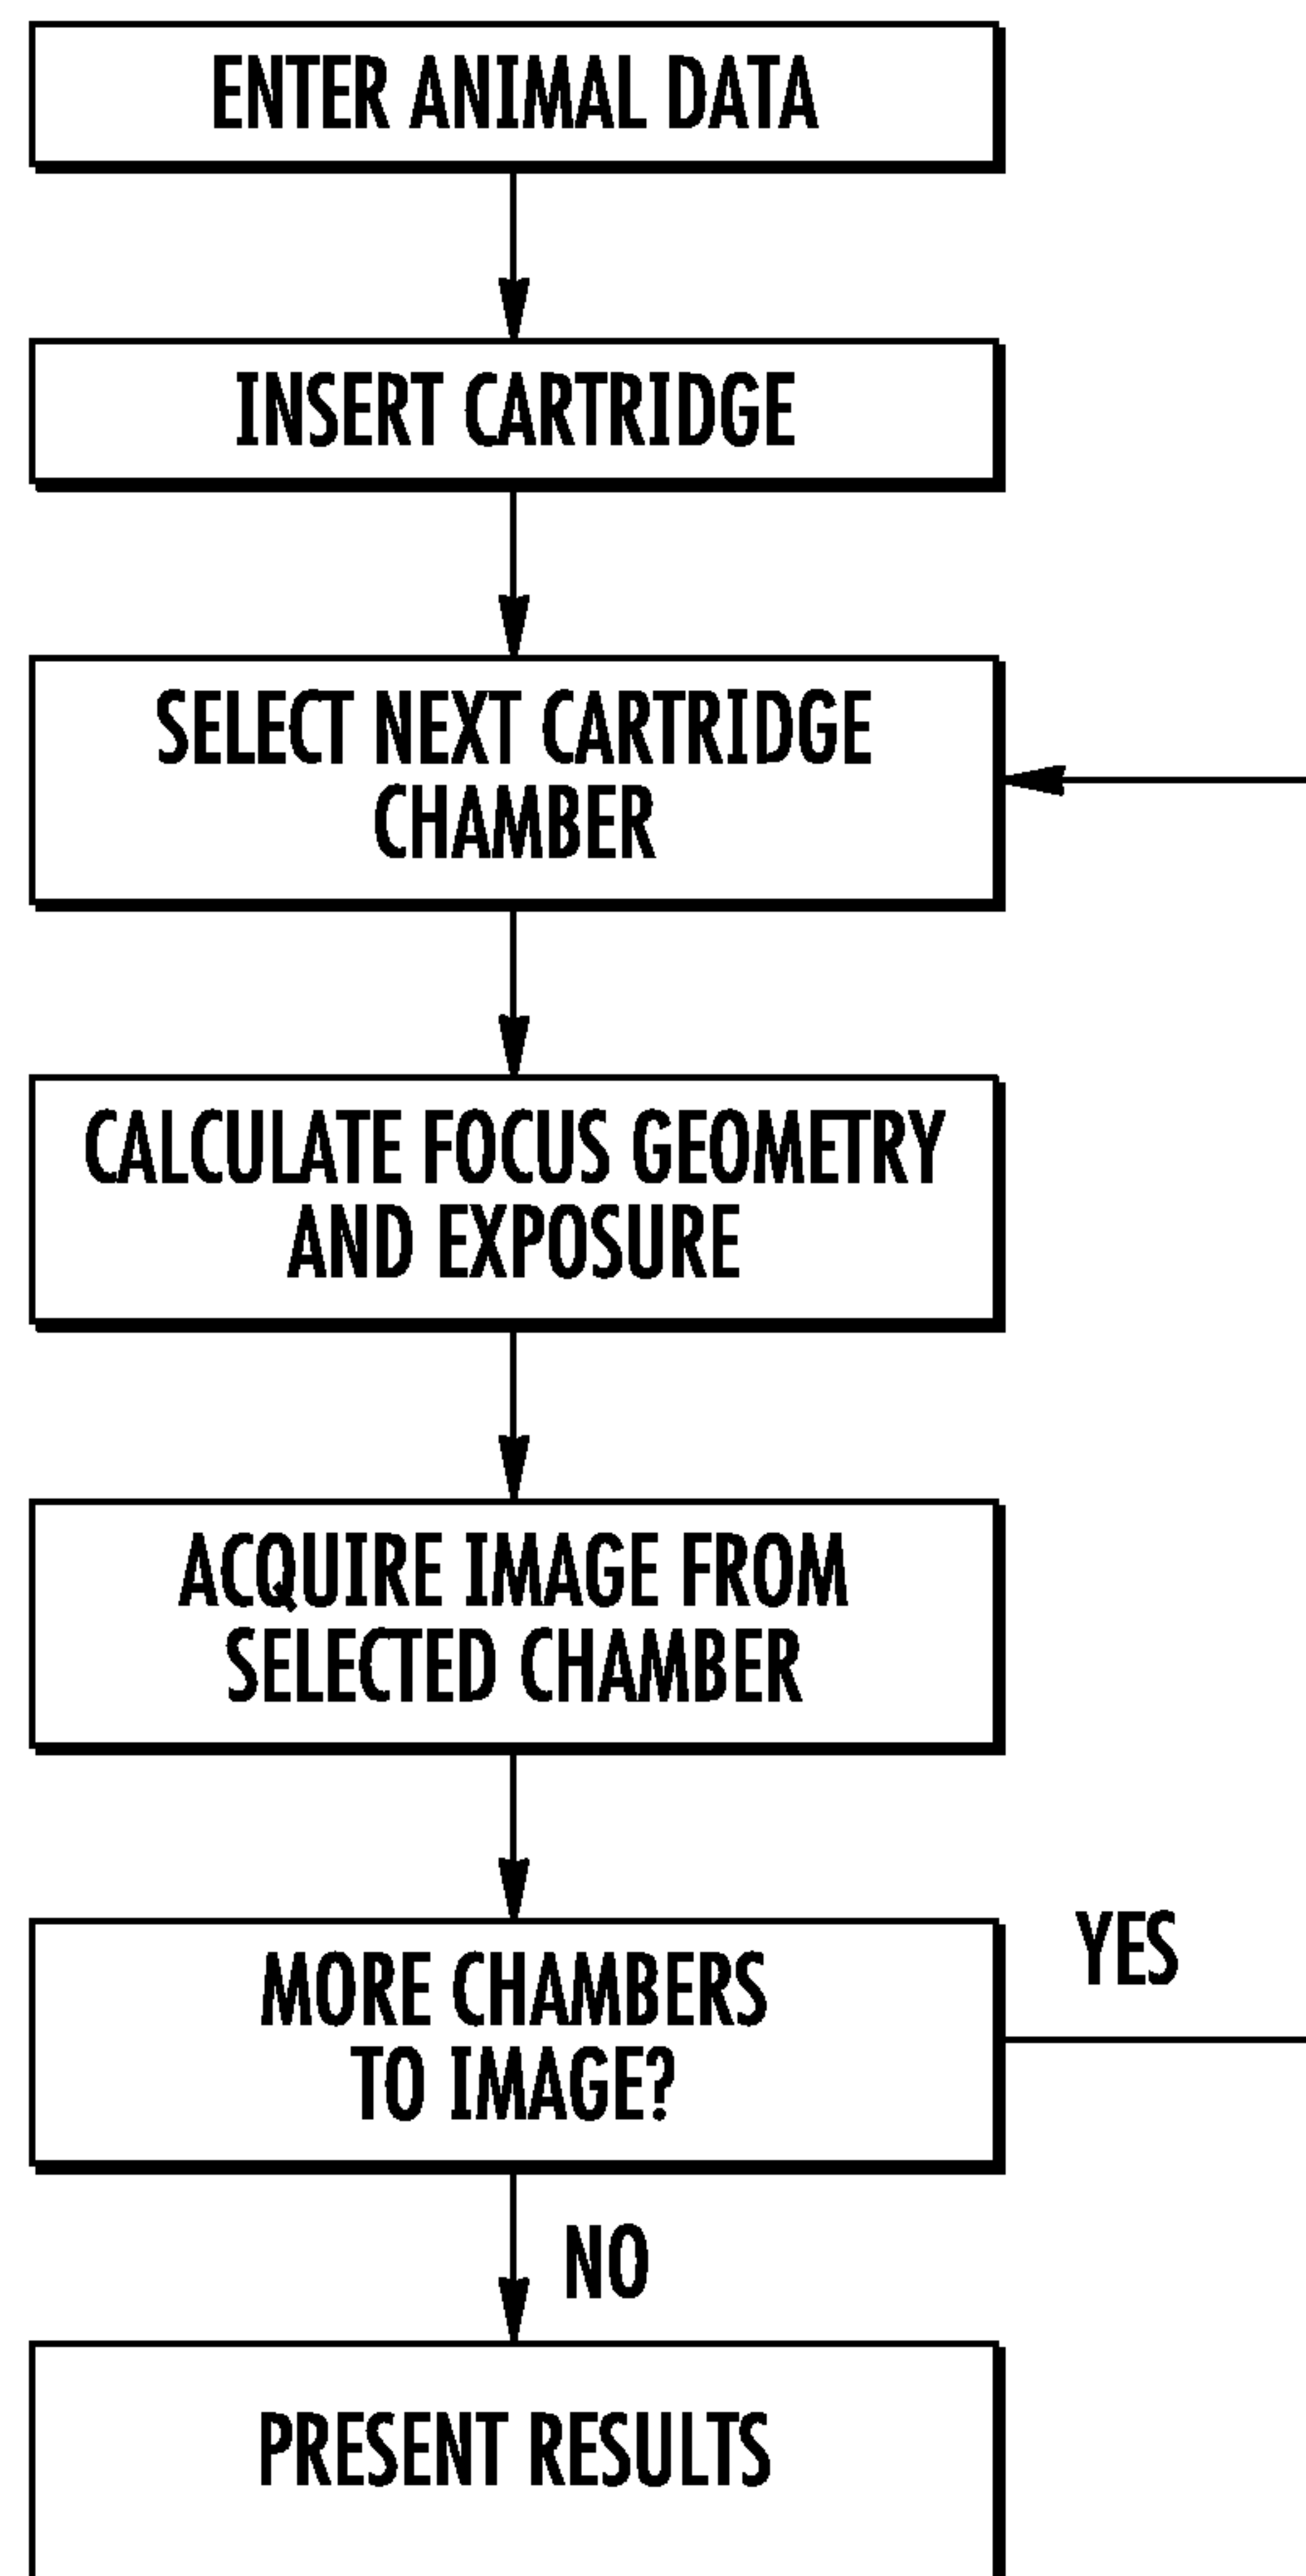 ENTER ANIMAL DATA
INSERT CARTRIDGE
SELECT NEXT CARTRIDGE
CHAMBER
CALCULATE FOCUS GEOMETRY
AND EXPOSURE
ACQUIRE IMAGE FROM
SELECTED CHAMBER
MORE CHAMBERS
TO IMAGE?
YES
NO
PRESENT RESULTS